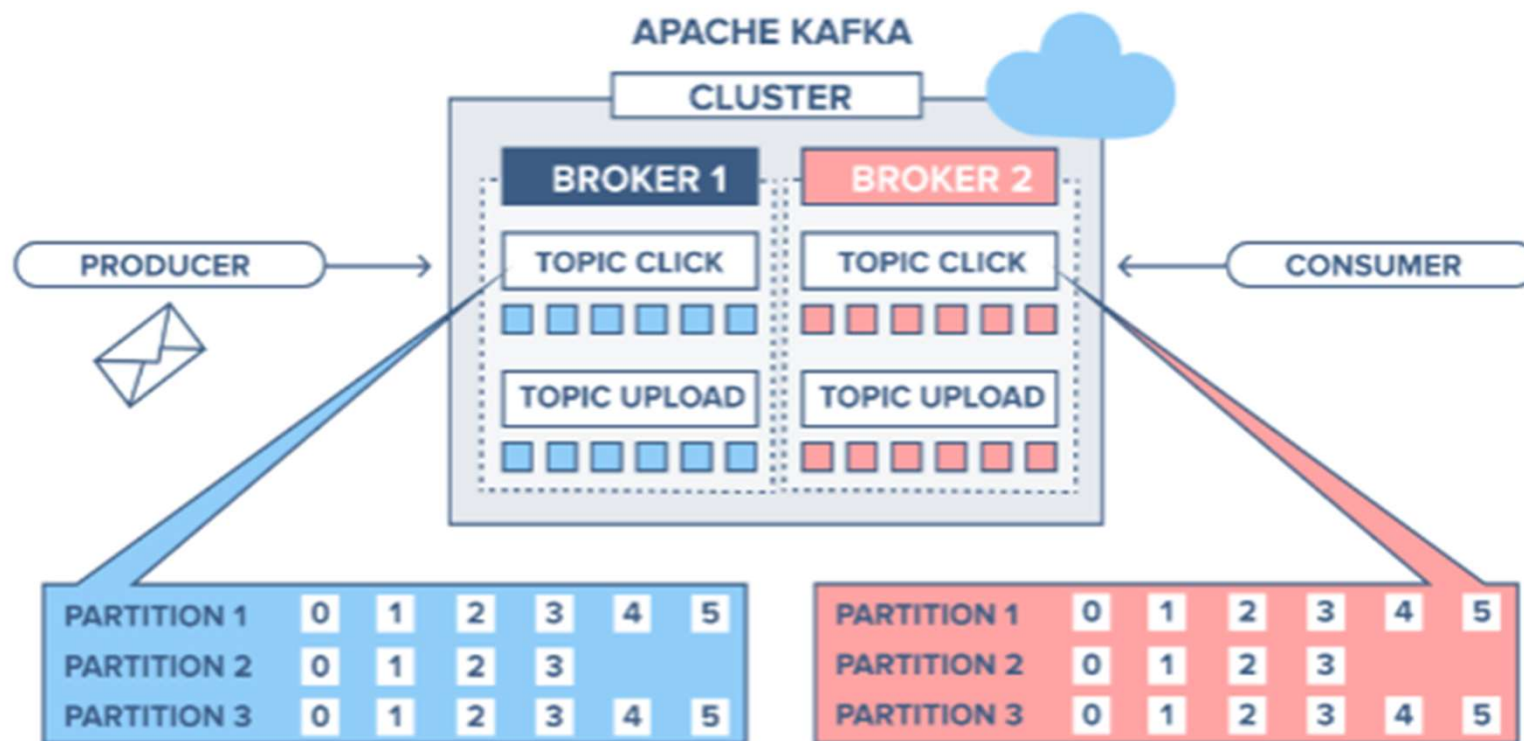 APACHE KAFKA
CLUSTER
BROKER 1
BROKER 2
PRODUCER
TOPIC CLICK
TOPIC CLICK
CONSUMER
TOPIC UPLOAD
TOPIC UPLOAD
PARTITION 1 0 1 2 3 4 5
PARTITION 2 0 1 2 3
PARTITION 3 0 1 2 3 4 5
PARTITION 1 0 1 2 3 4 5
PARTITION 2 0 1 2 3
PARTITION 3 0 1 2 3 4 5